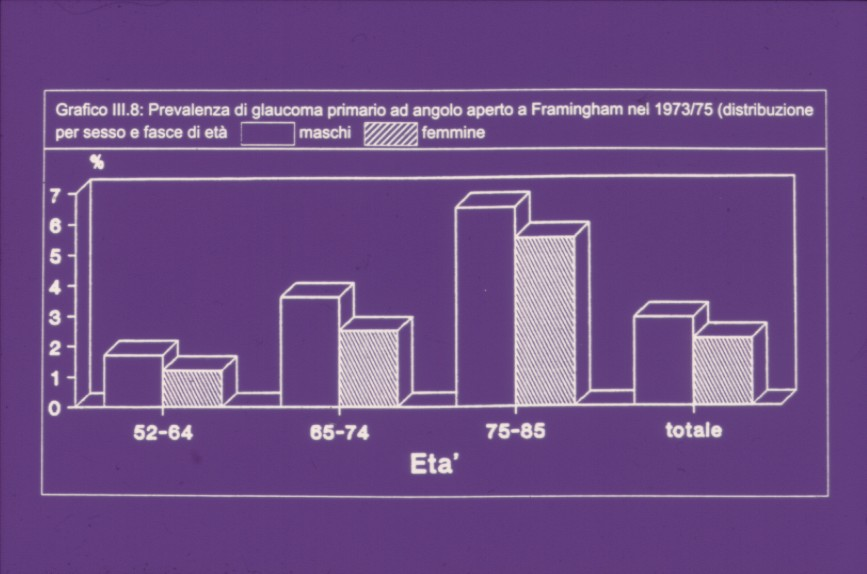 Grafico III.8: Prevalenza di glaucoma primario ad angolo aperto a Framingham nel 1973/75 (distribuzione
per sesso e fasce di età maschi femmine
%
7
6
5
4
3
2
1
0
52-64 65-74 75-85 totale
Eta'